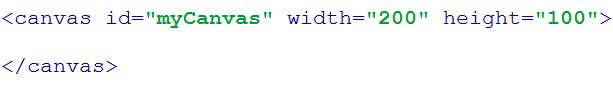 <canvas id="myCanvas" width="200" height="100">
</canvas>